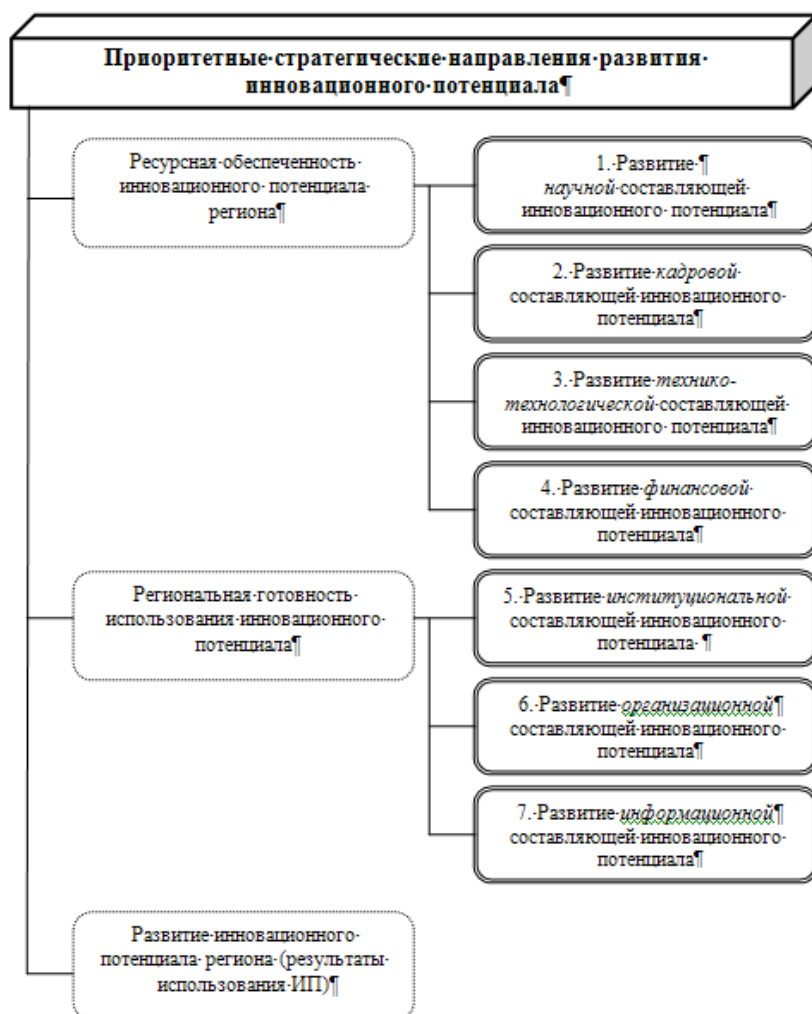 Приоритетные·стратегические·направления·развития·
инновационного·потенциала¶
Ресурсная·обеспеченность·
инновационного·потенциала·
региона¶
1.·Развитие·¶
научной·составляющей·
инновационного·потенциала¶
2.·Развитие·кадровой·
составляющей·инновационного·
потенциала¶
3.·Развитие·технико-
технологической·составляющей·
инновационного·потенциала¶
4.·Развитие·финансовой·
составляющей·инновационного·
потенциала¶
Региональная·готовность·
использования·инновационного·
потенциала¶
5.·Развитие·институциональной·
составляющей·инновационного·
потенциала·¶
6.·Развитие·организационной¶
составляющей·инновационного·
потенциала¶
7.·Развитие·информационной¶
составляющей·инновационного·
потенциала¶
Развитие·инновационного·
потенциала·региона·(результаты·
использования·ИП)¶